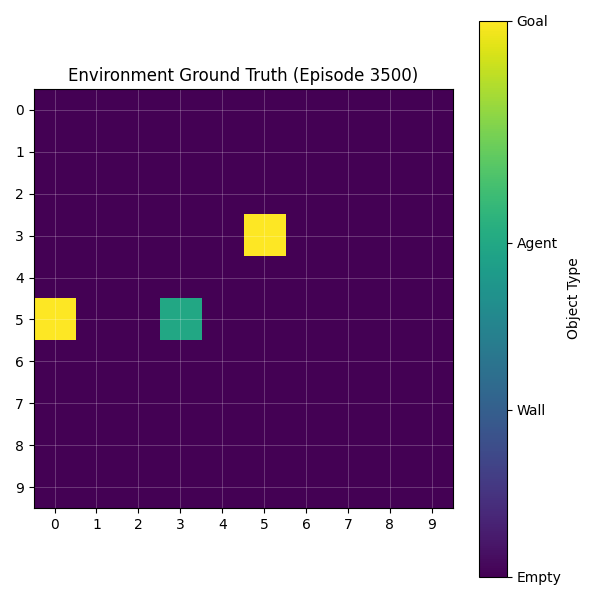 Environment Ground Truth (Episode 3500)
0
1
2
3
4
5
6
7
8
9
0 1 2 3 4 5 6 7 8 9
Goal
Agent
Wall
Empty
Object Type